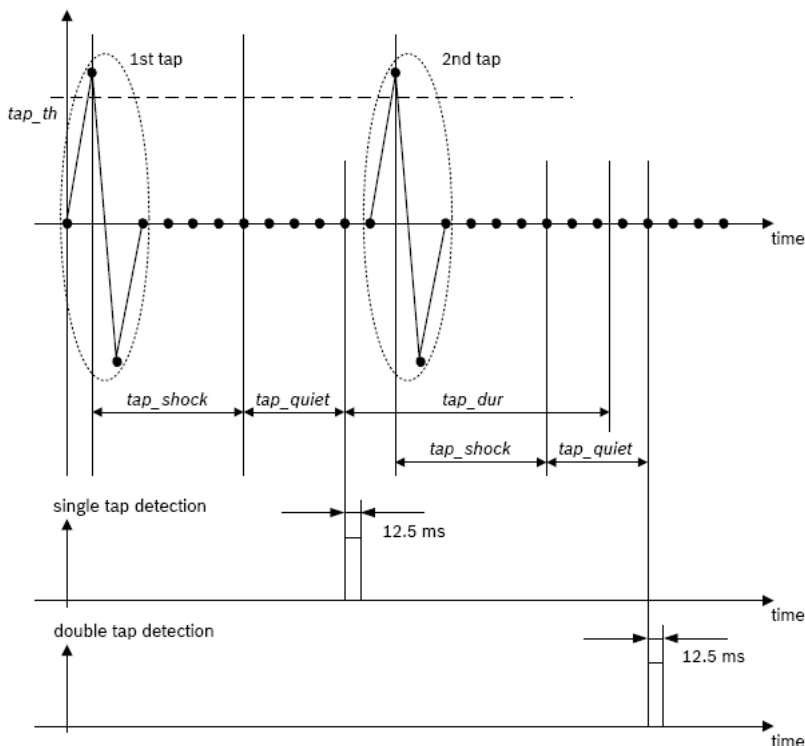 1st tap
2nd tap
tap_th
time
tap_shock
tap_quiet
tap_dur
tap_shock
tap_quiet
single tap detection
12.5 ms
time
double tap detection
12.5 ms
time